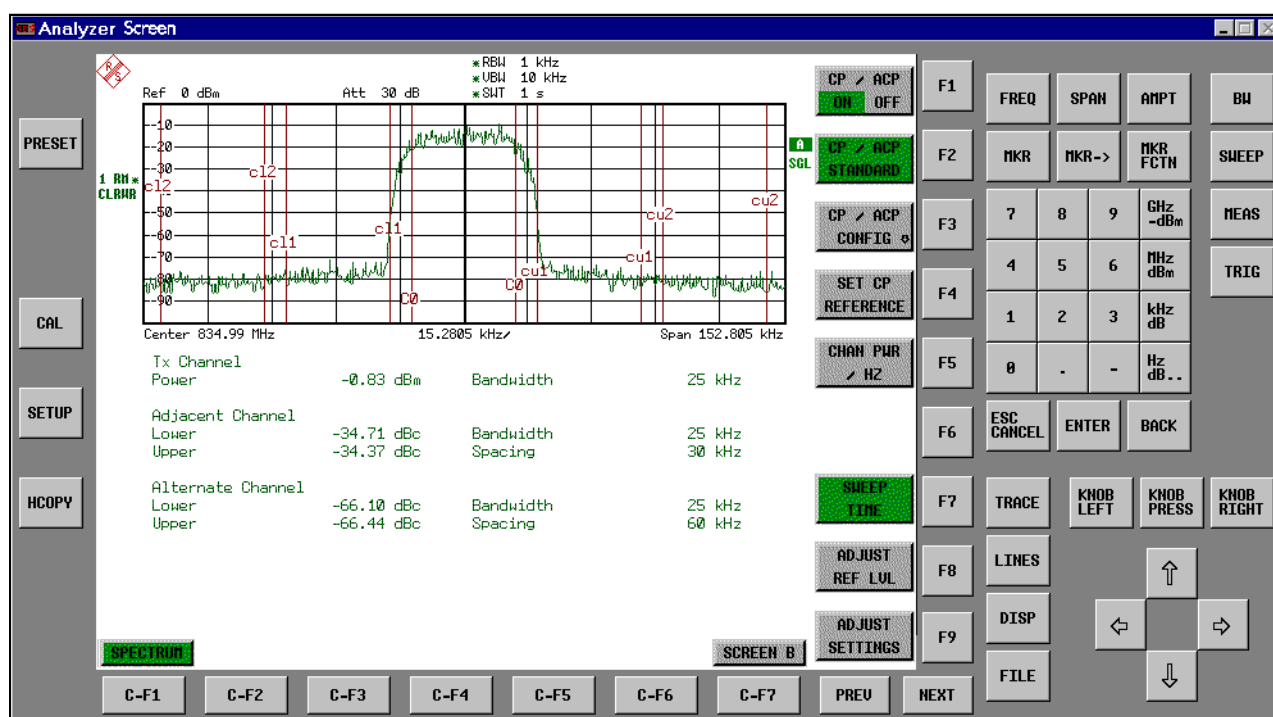 Analyzer Screen
R S
*RBW 1 kHz
*VBW 10 kHz
Ref 0 dBm Att 30 dB *SWT 1 s
-10
-20
-30
-50
-60
-70
-80
-90
1 RM *
CLRWR
A
SGL
cl2
cl2
cl1
cl1
C0
C0
cu1
cu1
cu2
cu2
Center 834.99 MHz 15.2805 kHz/ Span 152.805 kHz
Tx Channel
Power -0.83 dBm Bandwidth 25 kHz
Adjacent Channel
Lower -34.71 dBc Bandwidth 25 kHz
Upper -34.37 dBc Spacing 30 kHz
Alternate Channel
Lower -66.10 dBc Bandwidth 25 kHz
Upper -66.44 dBc Spacing 60 kHz
SPECTRUM
SCREEN B
PRESET
CAL
SETUP
HCOPY
CP / ACP
ON OFF
CP / ACP
STANDARD
CP / ACP
CONFIG
SET CP
REFERENCE
CHAN PWR
/ HZ
SWEEP
TIME
ADJUST
REF LVL
ADJUST
SETTINGS
F1
F2
F3
F4
F5
F6
F7
F8
F9
C-F1 C-F2 C-F3 C-F4 C-F5 C-F6 C-F7 PREV NEXT
FREQ SPAN AMPT BW
MKR MKR-> MKR
FCTN SWEEP
7 8 9 GHz
-dBm MEAS
4 5 6 MHz
dBm TRIG
1 2 3 kHz
dB
0 . - Hz
dB..
ESC
CANCEL ENTER BACK
TRACE KNOB
LEFT KNOB
PRESS KNOB
RIGHT
LINES
DISP
FILE